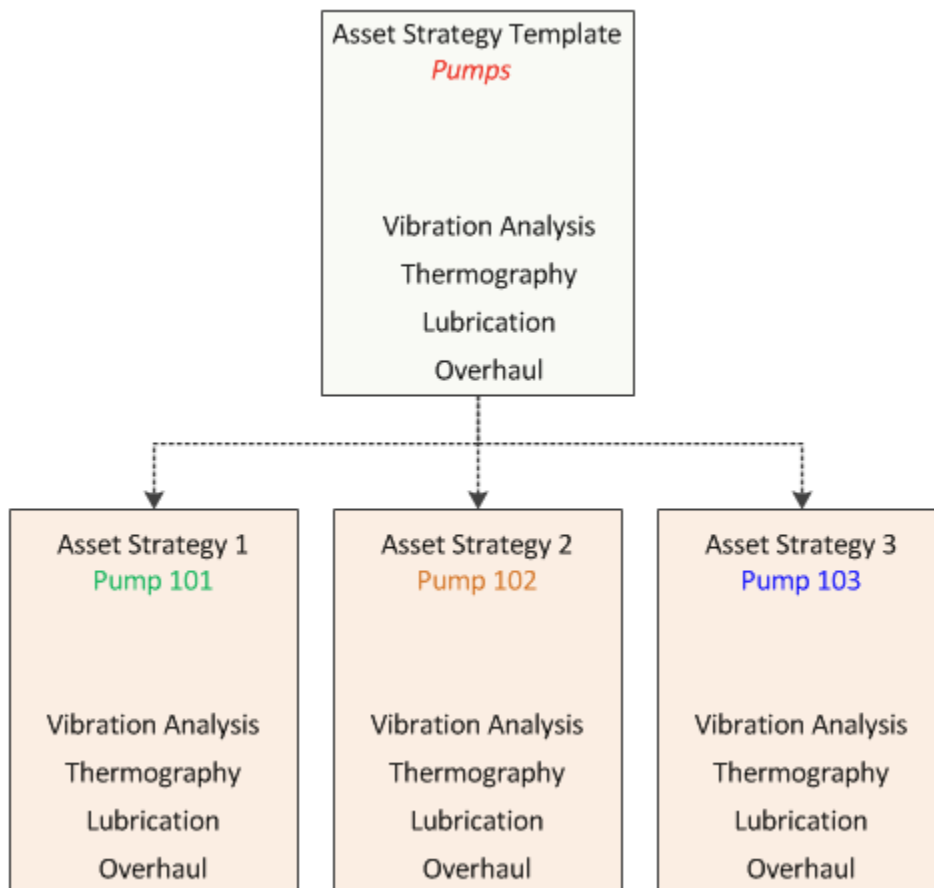 Asset Strategy Template
Pumps
Vibration Analysis
Thermography
Lubrication
Overhaul
Asset Strategy 1
Pump 101
Vibration Analysis
Thermography
Lubrication
Overhaul
Asset Strategy 2
Pump 102
Vibration Analysis
Thermography
Lubrication
Overhaul
Asset Strategy 3
Pump 103
Vibration Analysis
Thermography
Lubrication
Overhaul